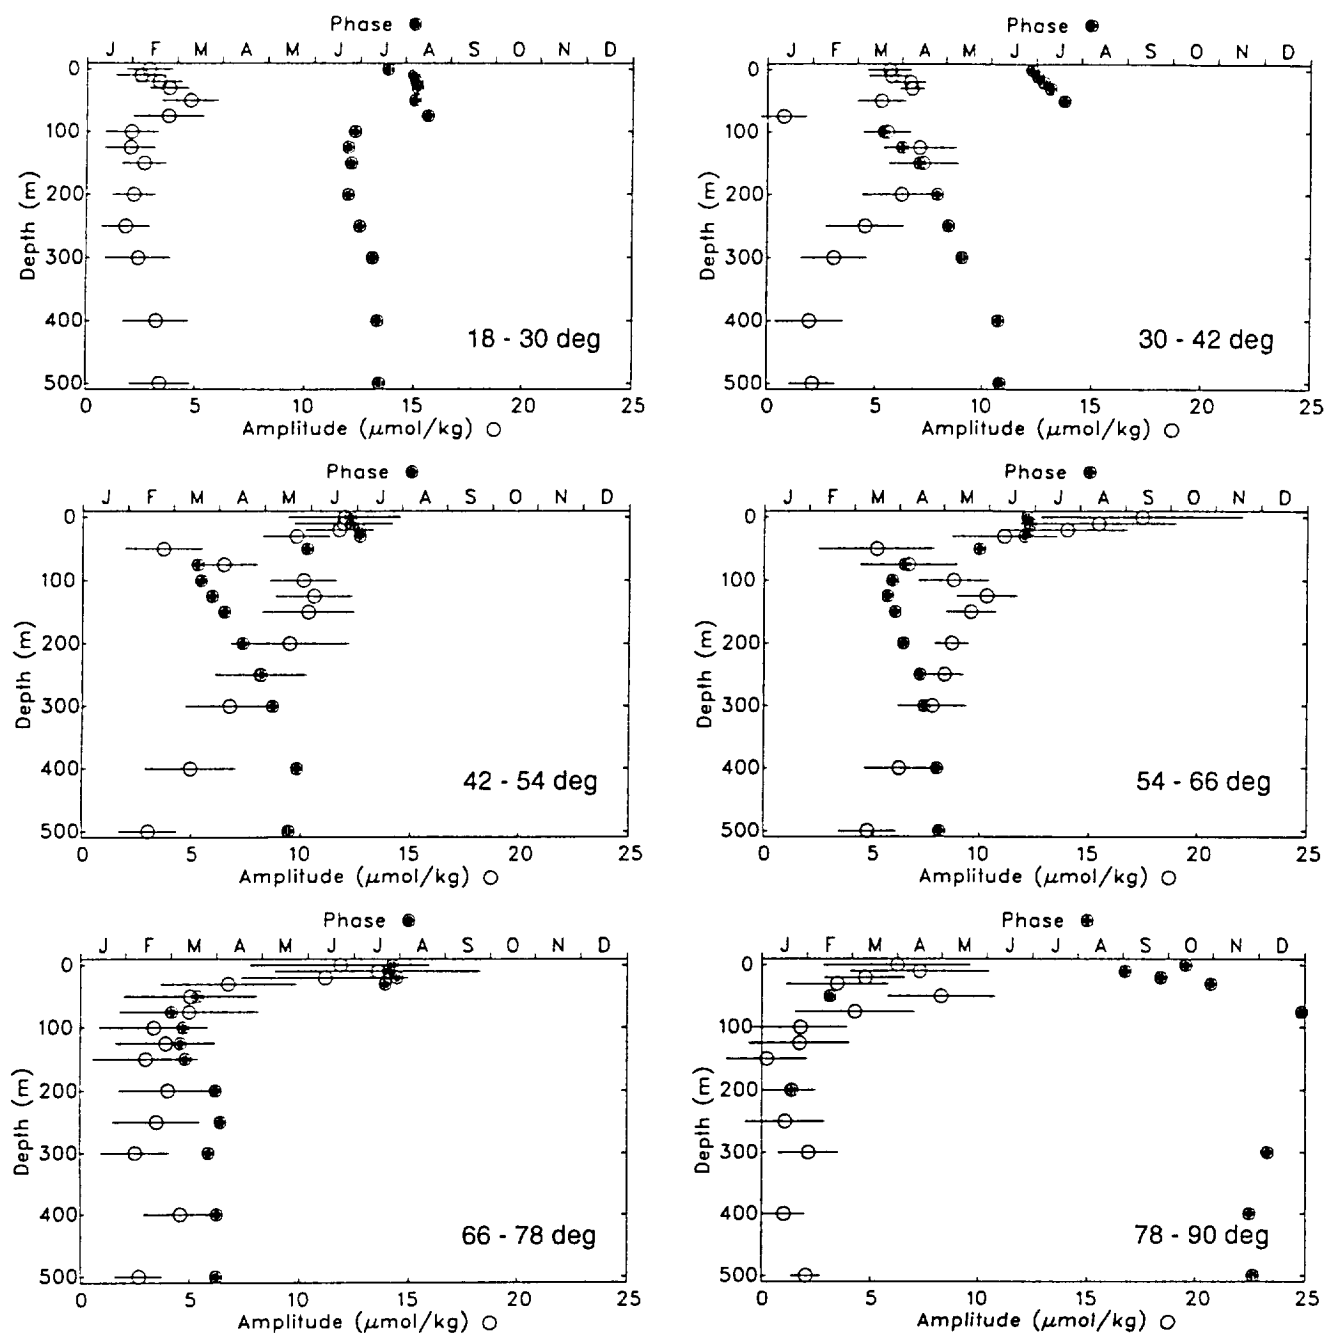 Phase
J F M A M J J A S O N D
0
100
200
300
400
500
Depth (m)
18 - 30 deg
0 5 10 15 20 25
Amplitude (μmol/kg)
Phase
J F M A M J J A S O N D
0
100
200
300
400
500
Depth (m)
30 - 42 deg
0 5 10 15 20 25
Amplitude (μmol/kg)
Phase
J F M A M J J A S O N D
0
100
200
300
400
500
Depth (m)
42 - 54 deg
0 5 10 15 20 25
Amplitude (μmol/kg)
Phase
J F M A M J J A S O N D
0
100
200
300
400
500
Depth (m)
54 - 66 deg
0 5 10 15 20 25
Amplitude (μmol/kg)
Phase
J F M A M J J A S O N D
0
100
200
300
400
500
Depth (m)
66 - 78 deg
0 5 10 15 20 25
Amplitude (μmol/kg)
Phase
J F M A M J J A S O N D
0
100
200
300
400
500
Depth (m)
78 - 90 deg
0 5 10 15 20 25
Amplitude (μmol/kg)